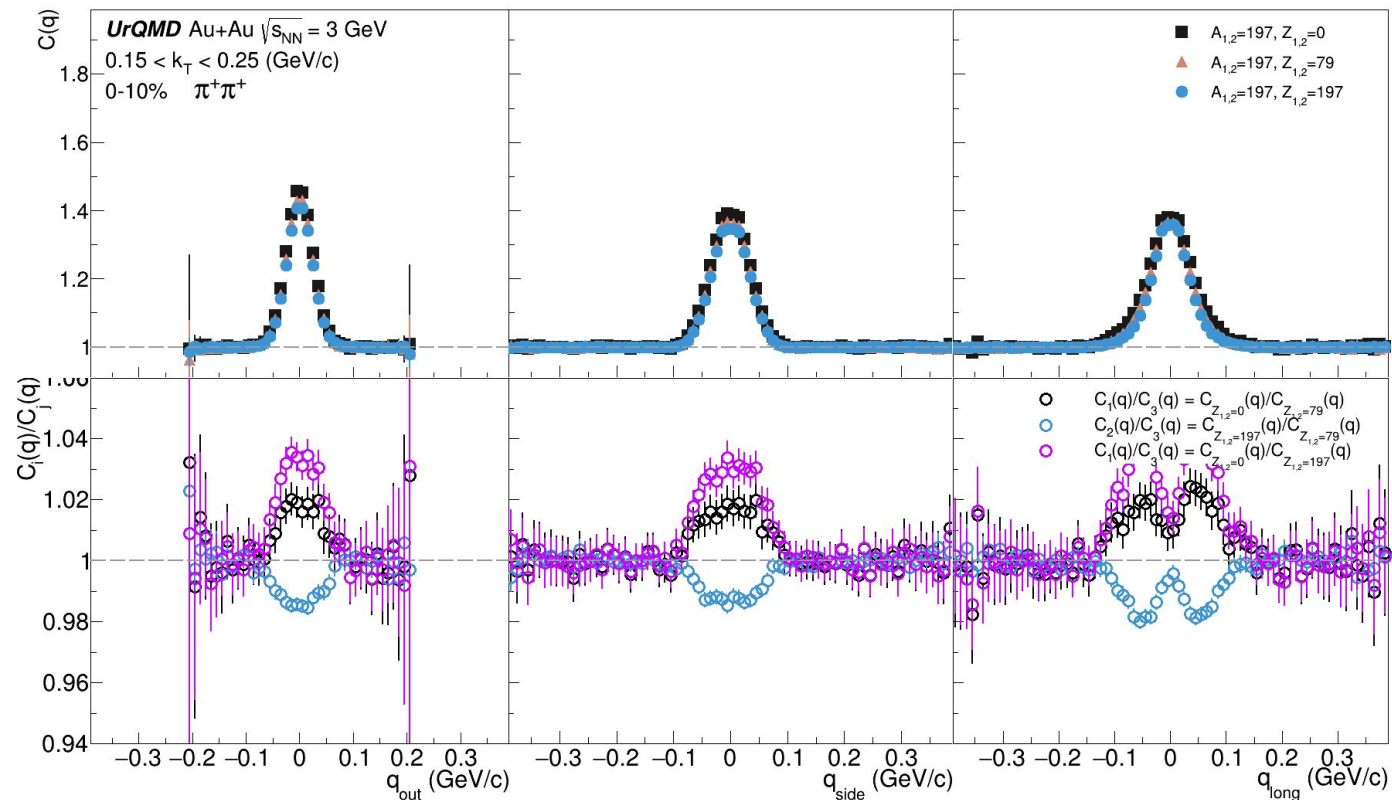 C(q)
UrQMD Au+Au √sNN = 3 GeV
0.15 < kT < 0.25 (GeV/c)
0-10% π+π+
A1,2=197, Z1,2=0
A1,2=197, Z1,2=79
A1,2=197, Z1,2=197
1.8
1.6
1.4
1.2
1
Ci(q)/Cj(q)
1.06
1.04
1.02
1
0.98
0.96
0.94
C1(q)/C3(q) = CZ1,2=0(q)/CZ1,2=79(q)
C2(q)/C3(q) = CZ1,2=197(q)/CZ1,2=79(q)
C1(q)/C3(q) = CZ1,2=0(q)/CZ1,2=197(q)
−0.3 −0.2 −0.1 0 0.1 0.2 0.3
−0.3 −0.2 −0.1 0 0.1 0.2 0.3
−0.3 −0.2 −0.1 0 0.1 0.2 0.3
qout (GeV/c)
qside (GeV/c)
qlong (GeV/c)